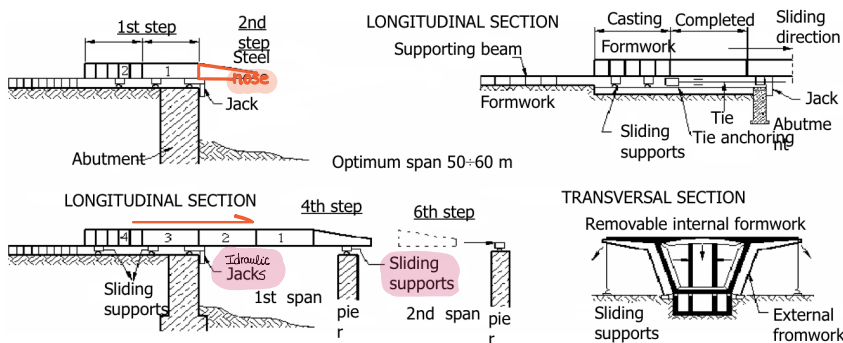 1st step
2nd
step
Steel
nose
2
1
Jack
Abutment
Optimum span 50÷60 m
LONGITUDINAL SECTION
Casting
Completed
Sliding
direction
Supporting beam
Formwork
Formwork
Sliding
supports
Tie
Tie anchoring
Jack
Abutme
nt
LONGITUDINAL SECTION
4th step
6th step
4
3
2
1
Sliding
supports
Idraulic
Jacks
1st span
pie
r
Sliding
supports
2nd span
pie
r
TRANSVERSAL SECTION
Removable internal formwork
Sliding
supports
External
fromwork